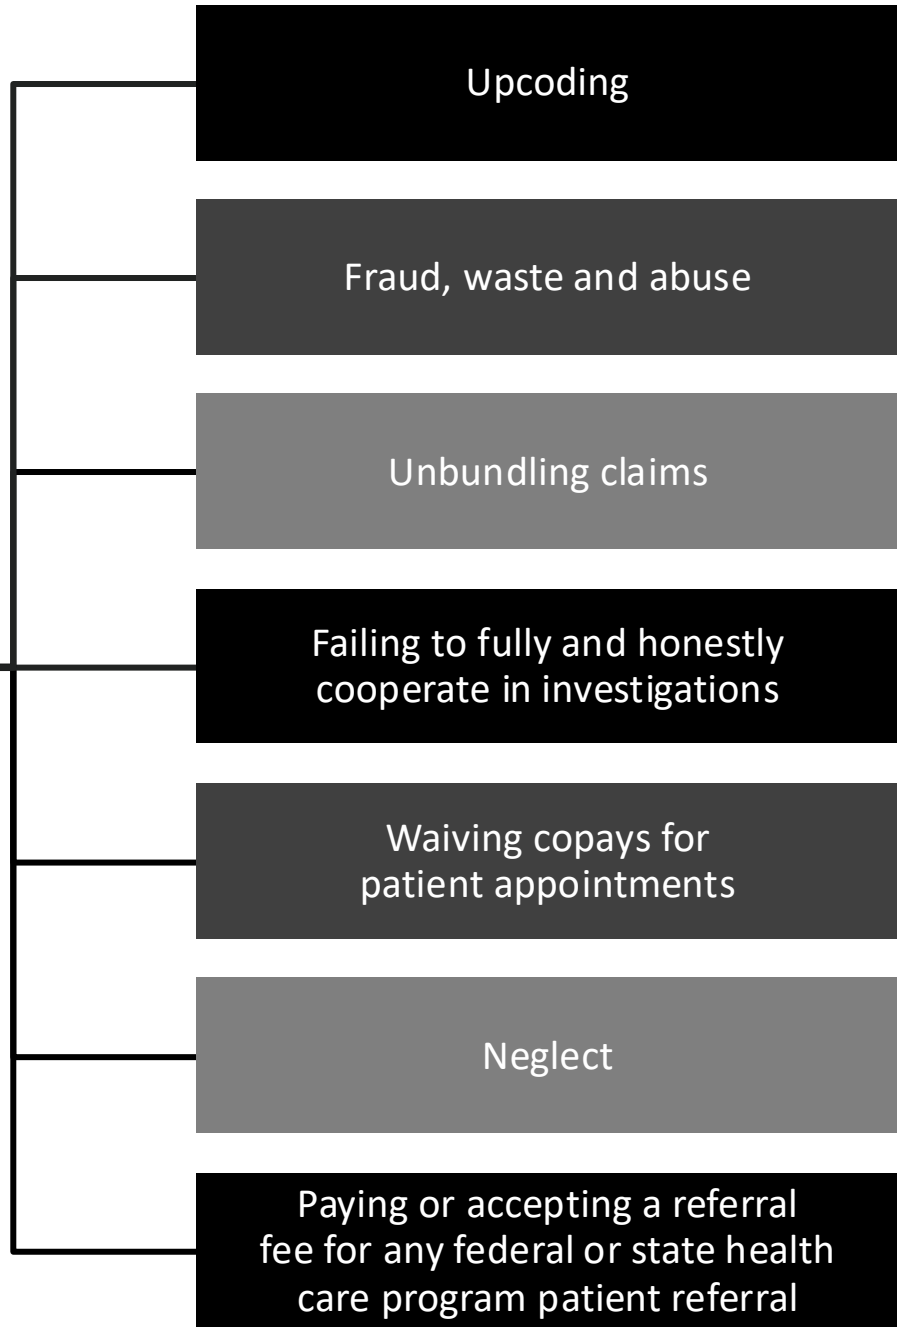 Upcoding
Fraud, waste and abuse
Unbundling claims
Failing to fully and honestly
cooperate in investigations
Waiving copays for
patient appointments
Neglect
Paying or accepting a referral
fee for any federal or state health
care program patient referral